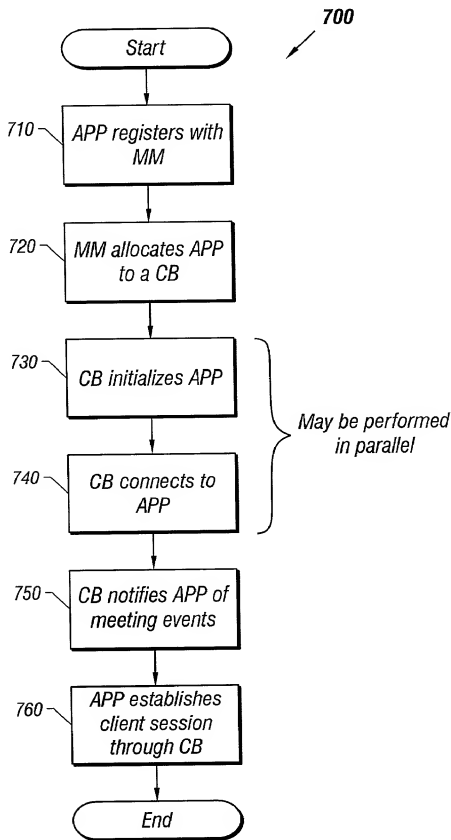 700
Start
710
APP registers with
MM
720
MM allocates APP
to a CB
730
CB initializes APP
May be performed
in parallel
740
CB connects to
APP
750
CB notifies APP of
meeting events
760
APP establishes
client session
through CB
End